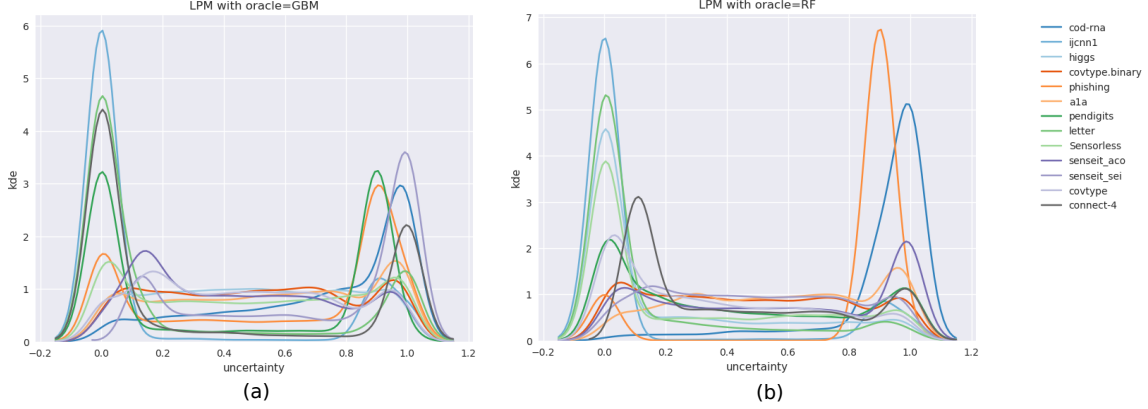 LPM with oracle=GBM
6
5
4
3
2
1
0
kde
−0.2 0.0 0.2 0.4 0.6 0.8 1.0 1.2
uncertainty
(a)
LPM with oracle=RF
7
6
5
4
3
2
1
0
kde
−0.2 0.0 0.2 0.4 0.6 0.8 1.0 1.2
uncertainty
(b)
cod-rna
ijcnn1
higgs
covtype.binary
phishing
a1a
pendigits
letter
Sensorless
senseit_aco
senseit_sei
covtype
connect-4